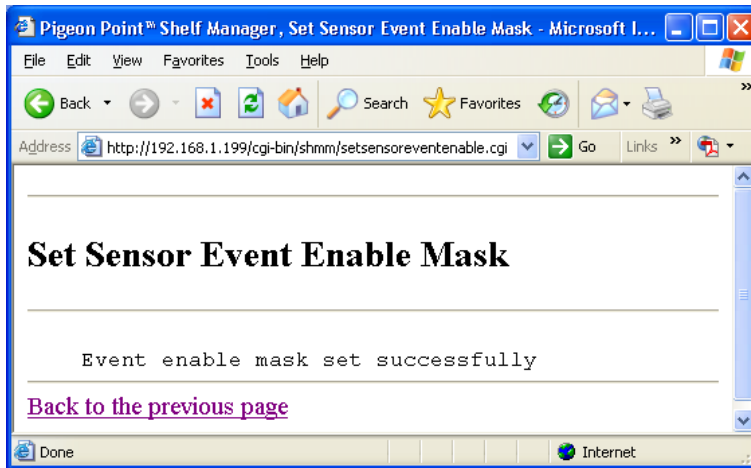 Pigeon Point™ Shelf Manager, Set Sensor Event Enable Mask - Microsoft I...
File Edit View Favorites Tools Help
Back Search Favorites »
Address http://192.168.1.199/cgi-bin/shmm/setsensoreventenable.cgi Go Links »
Set Sensor Event Enable Mask
Event enable mask set successfully
Back to the previous page
Done Internet